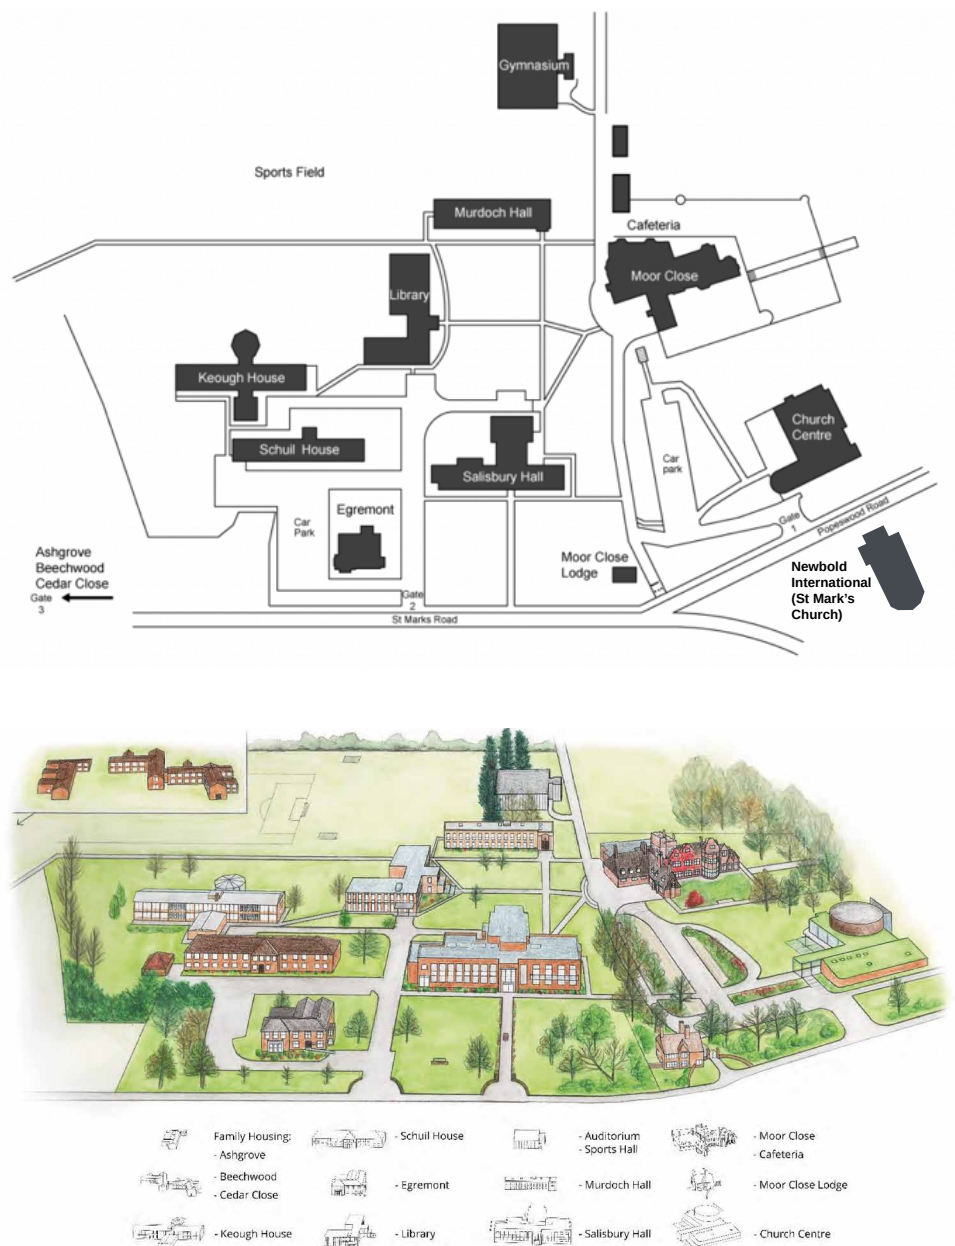 Gymnasium
Sports Field
Murdoch Hall
Cafeteria
Moor Close
Library
Keough House
Church
Centre
Schuil House
Car
park
Salisbury Hall
Egremont
Car
Park
Gate
1
Popeswood Road
Ashgrove
Beechwood
Cedar Close
Gate
3
Moor Close
Lodge
Newbold
International
(St Mark's
Church)
Gate
2
St Marks Road
Family Housing:
- Ashgrove
- Beechwood
- Cedar Close
- Keough House
- Schuil House
- Egremont
- Library
- Auditorium
- Sports Hall
- Murdoch Hall
- Salisbury Hall
- Moor Close
- Cafeteria
- Moor Close Lodge
- Church Centre